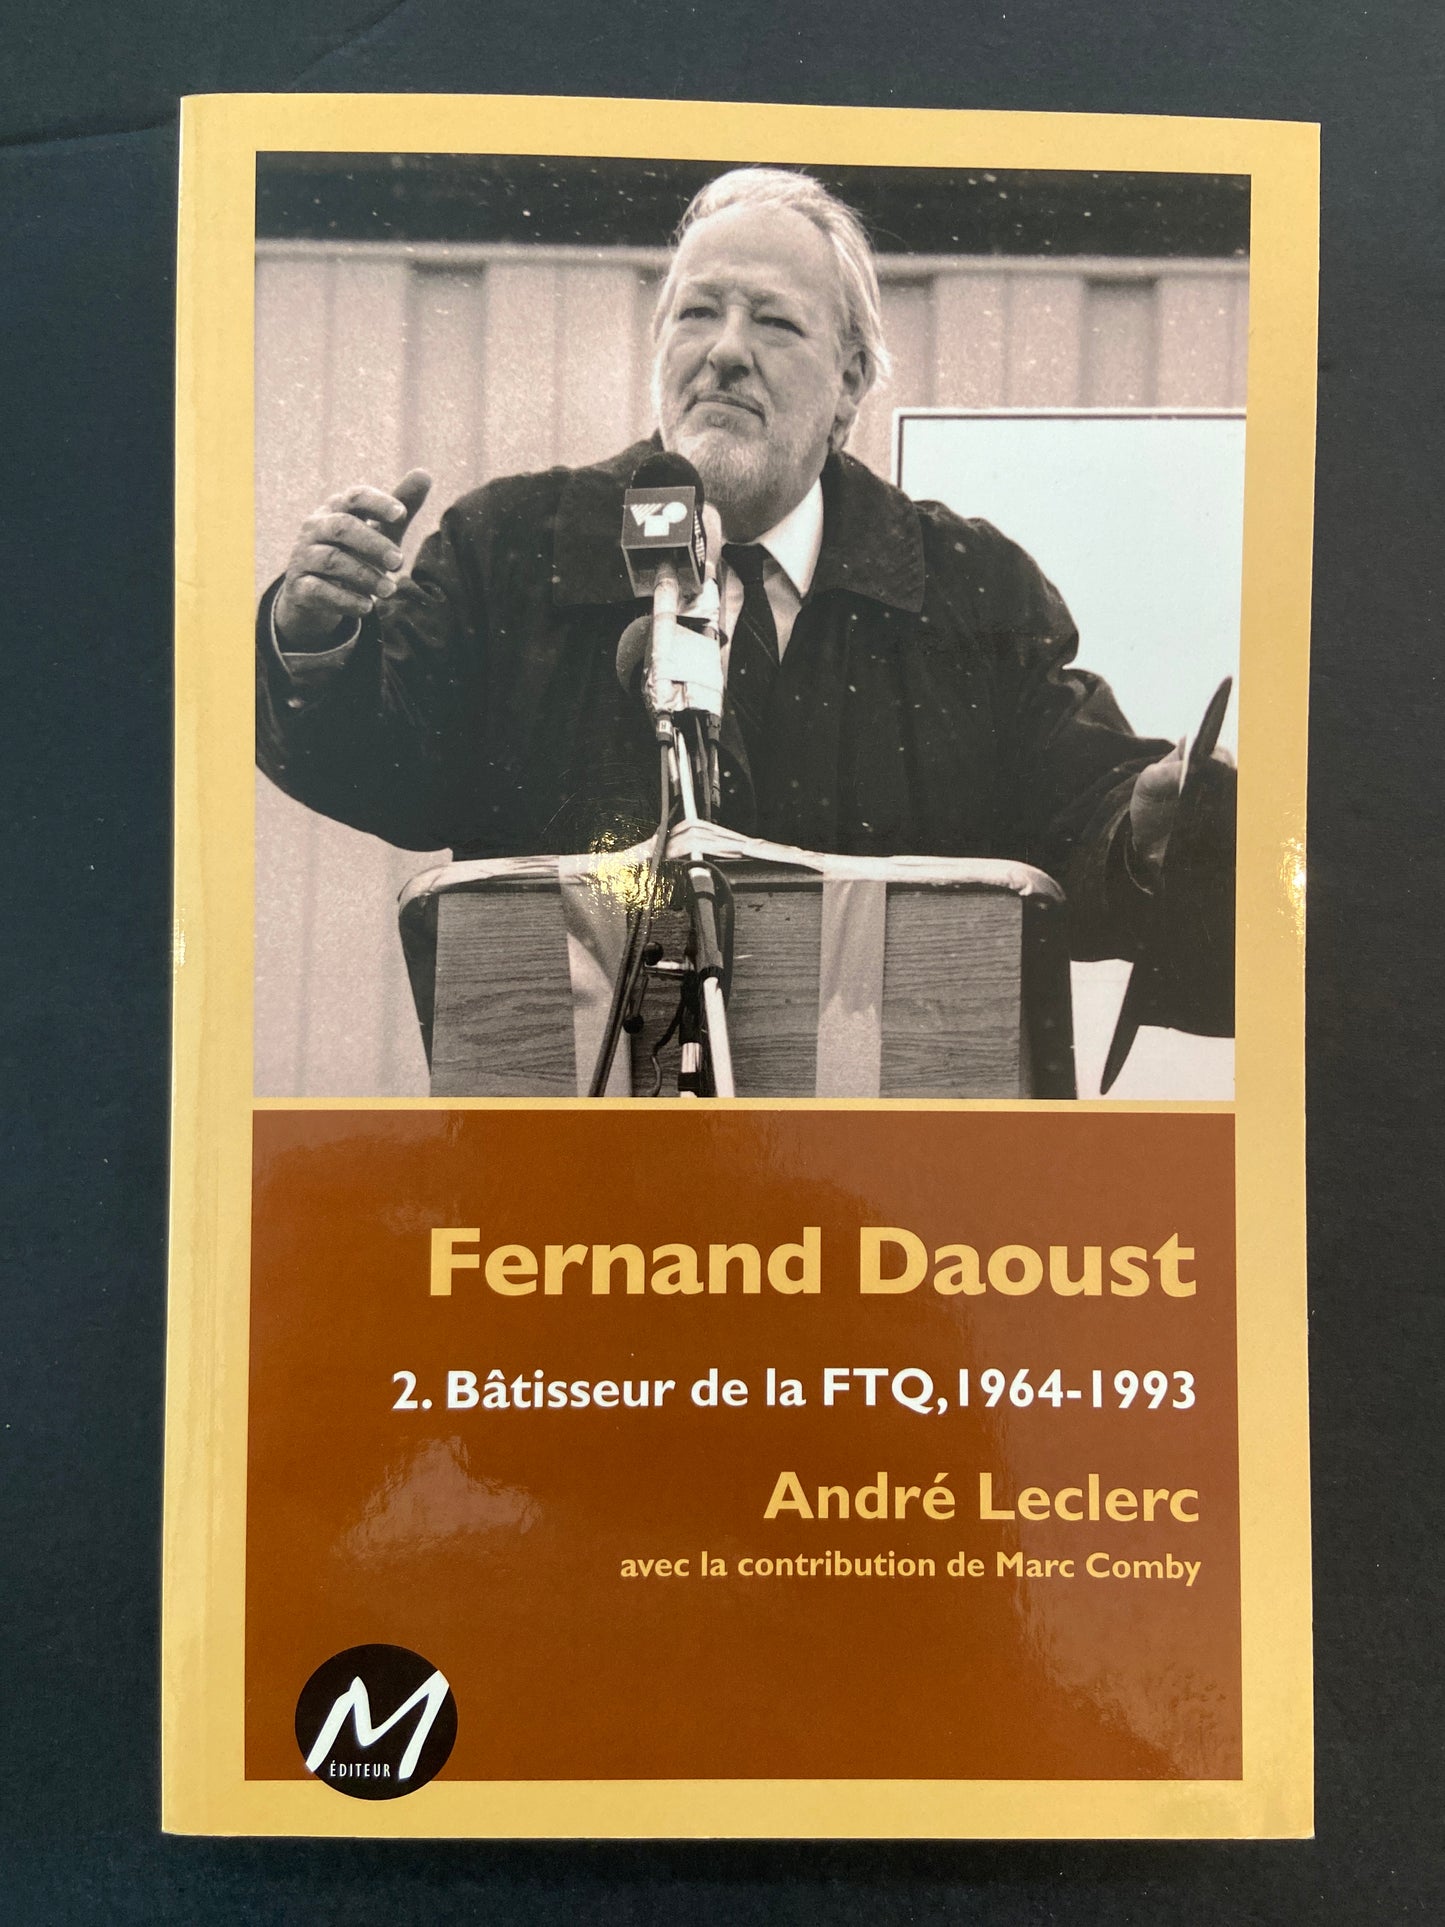 Fernand Daoust
2. Bâtisseur de la FTQ, 1964-1993
André Leclerc
avec la contribution de Marc Comby
M
ÉDITEUR